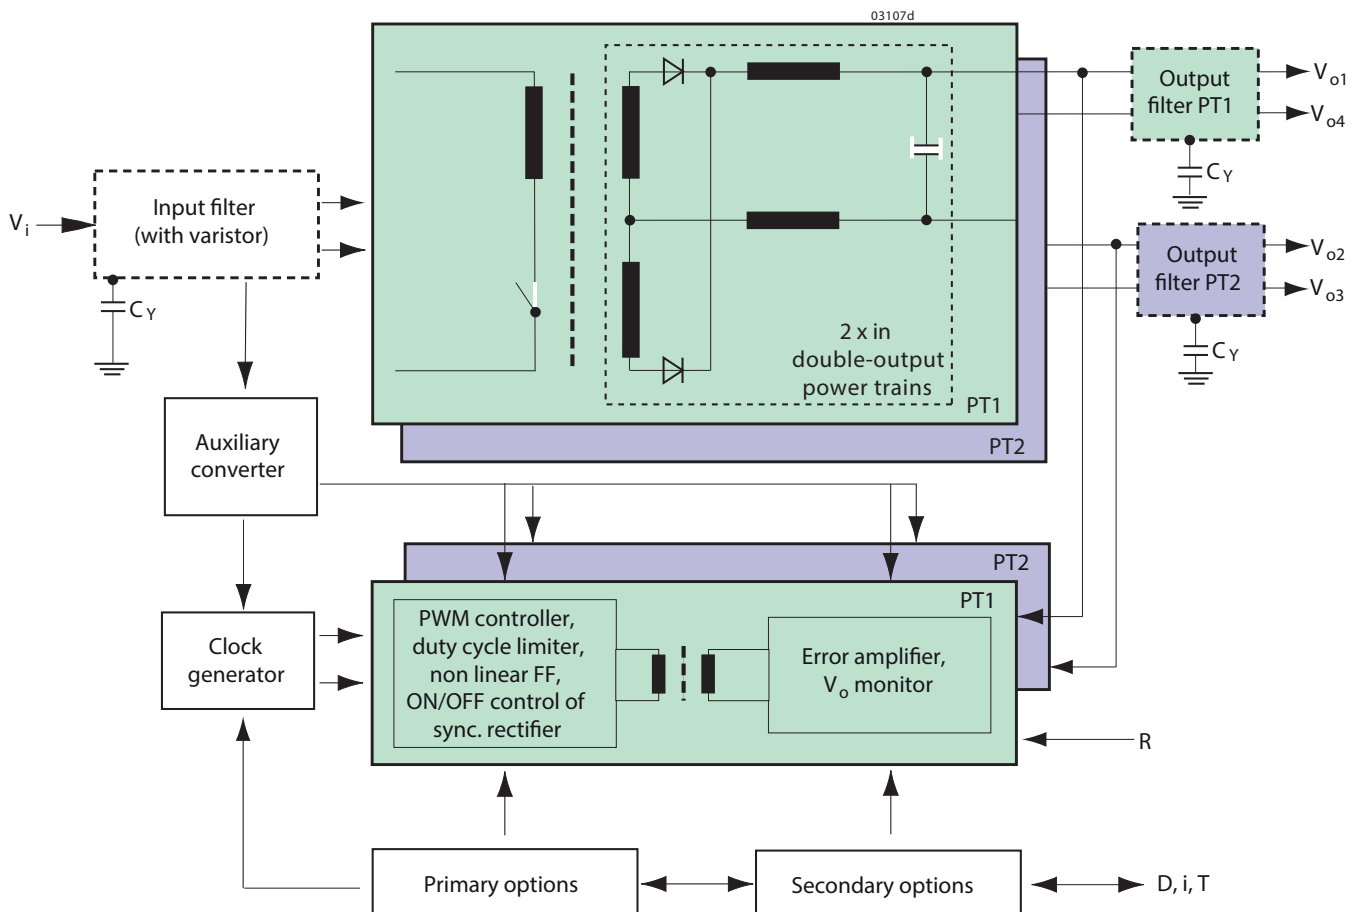 03107d
Output
filter PT1
Vo1
Vo4
CY
Input filter
(with varistor)
Vi
CY
Output
filter PT2
Vo2
Vo3
CY
2 x in
double-output
power trains
PT1
PT2
Auxiliary
converter
PT2
PT1
Clock
generator
PWM controller,
duty cycle limiter,
non linear FF,
ON/OFF control of
sync. rectifier
Error amplifier,
Vo monitor
R
Primary options
Secondary options
D, i, T